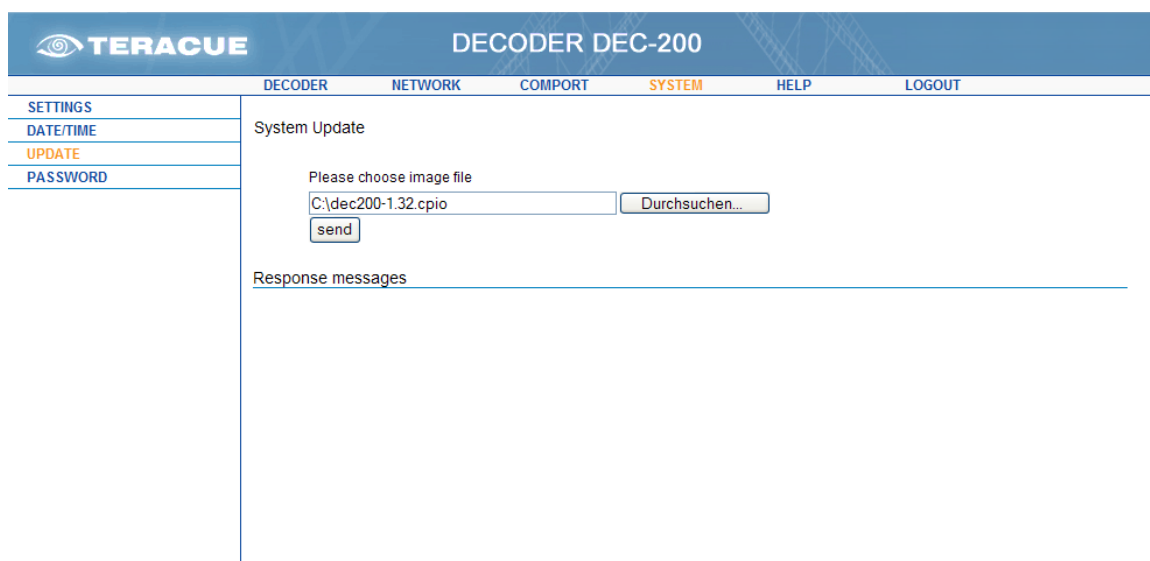 TERACUE
DECODER DEC-200
DECODER NETWORK COMPORT SYSTEM HELP LOGOUT
SETTINGS
DATE/TIME
UPDATE
PASSWORD
System Update
Please choose image file
C:\dec200-1.32.cpio Durchsuchen...
send
Response messages